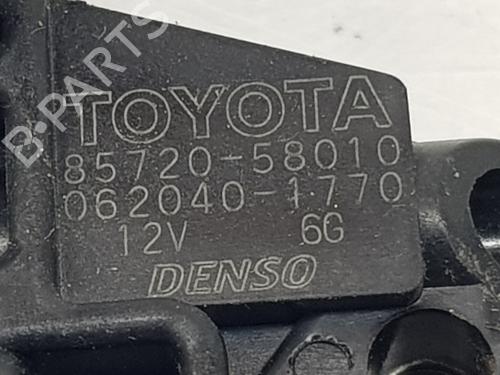 B-PARTS
TOYOTA
85720-58010
062040-1770
12V 6G
DENSO